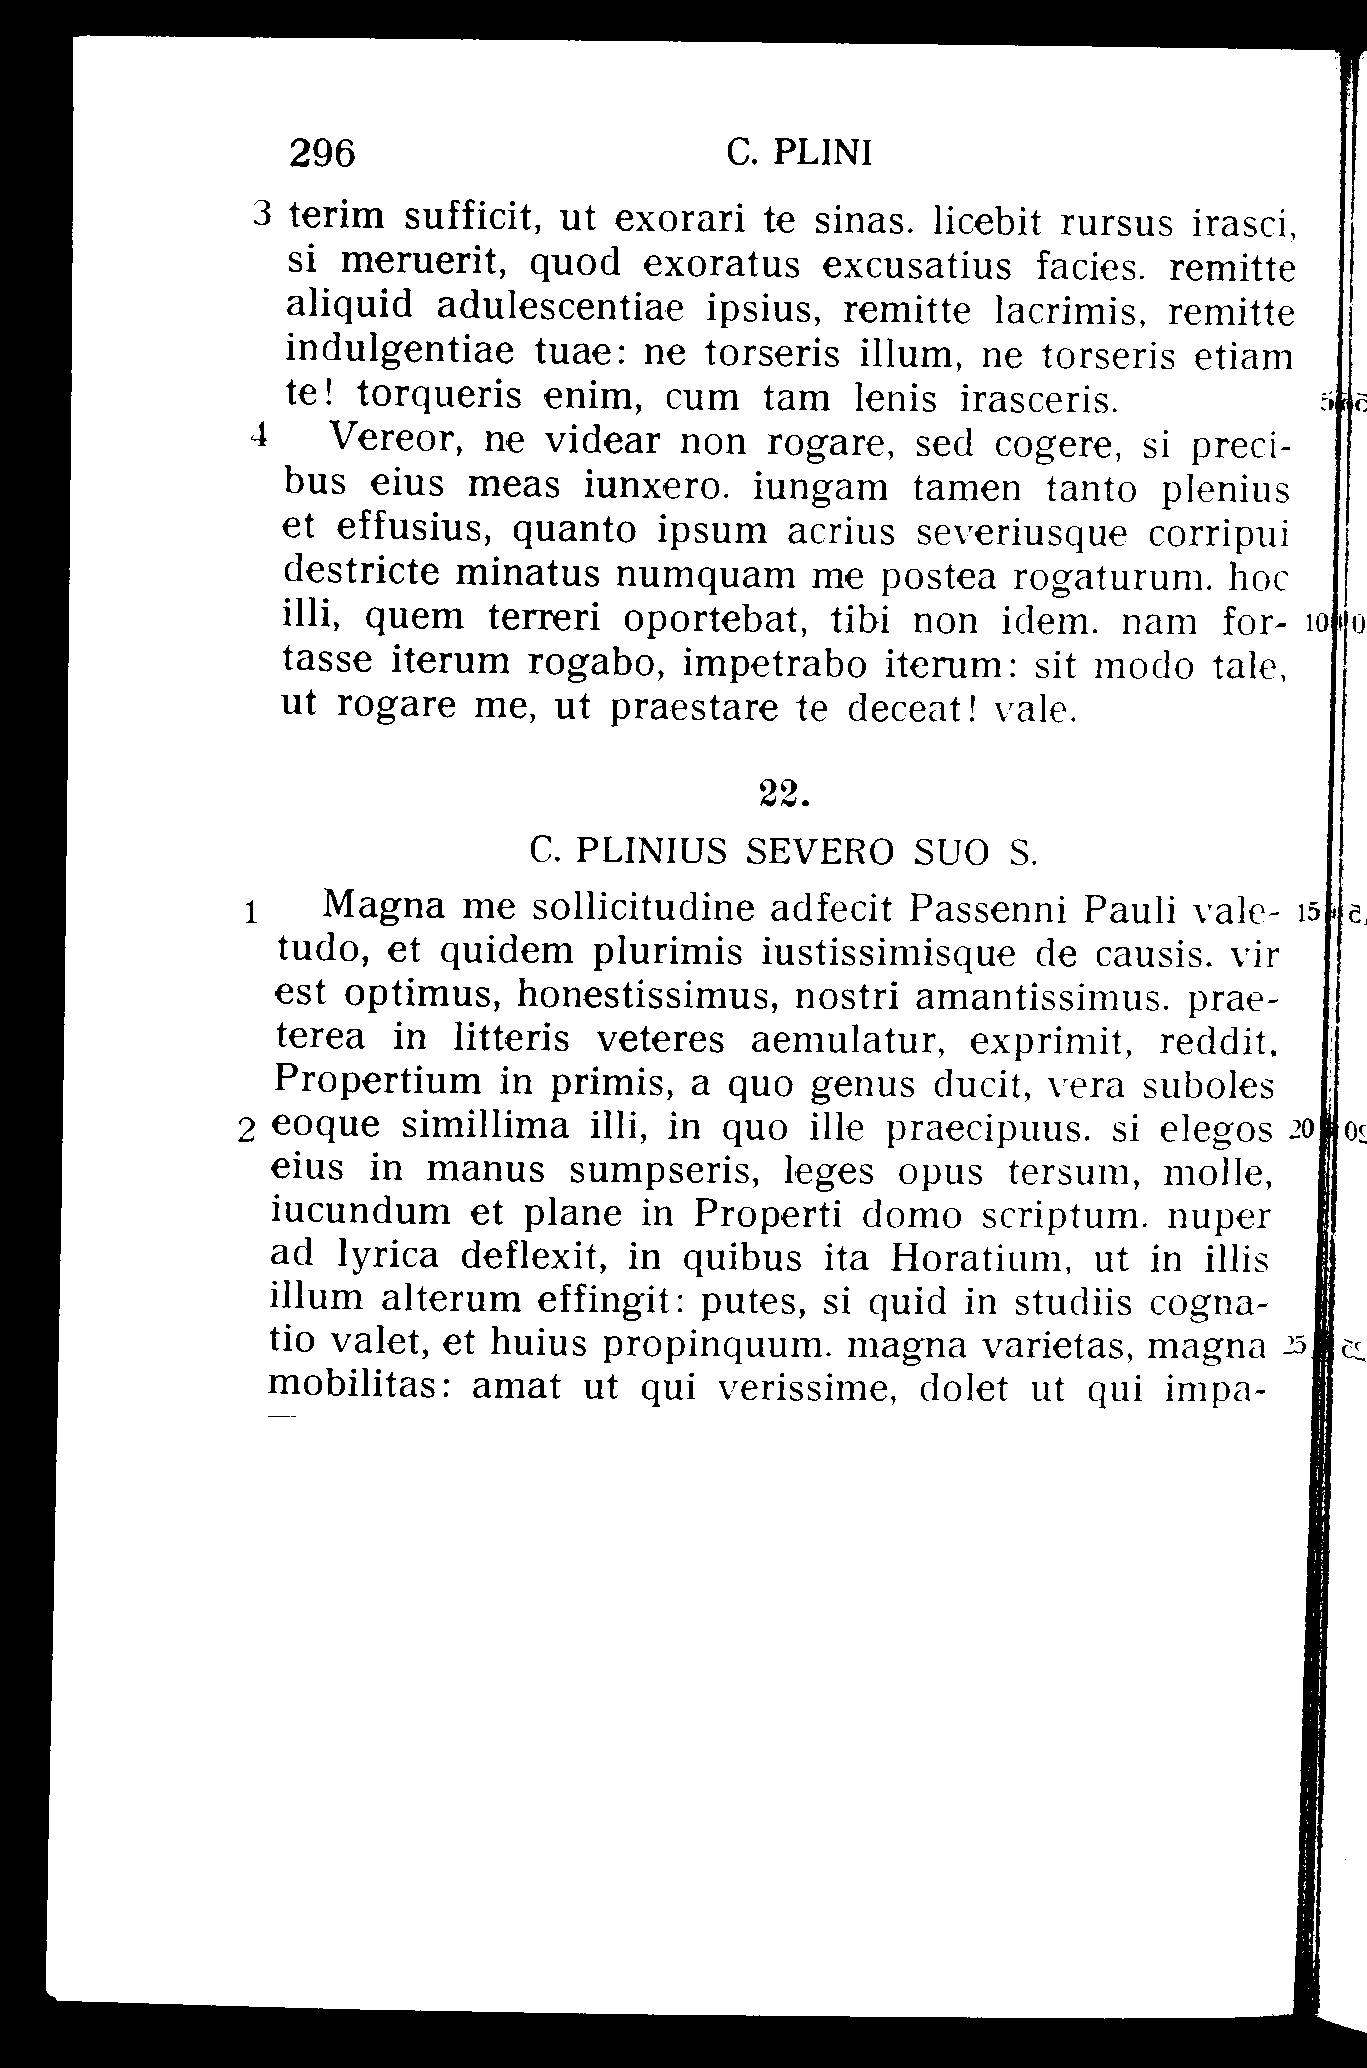 296 C. PLINI
3 terim sufficit, ut exorari te sinas. licebit rursus irasci,
si meruerit, quod exoratus excusatius facies. remitte
aliquid adulescentiae ipsius, remitte lacrimis, remitte
indulgentiae tuae: ne torseris illum, ne torseris etiam
te! torqueris enim, cum tam lenis irasceris. 5
4 Vereor, ne videar non rogare, sed cogere, si preci-
bus eius meas iunxero. iungam tamen tanto plenius
et effusius, quanto ipsum acrius severiusque corripui
destricte minatus numquam me postea rogaturum. hoc
illi, quem terreri oportebat, tibi non idem. nam for- 10
tasse iterum rogabo, impetrabo iterum: sit modo tale,
ut rogare me, ut praestare te deceat! vale.
22.
C. PLINIUS SEVERO SUO S.
1 Magna me sollicitudine adfecit Passenni Pauli vale- 15
tudo, et quidem plurimis iustissimisque de causis. vir
est optimus, honestissimus, nostri amantissimus. prae-
terea in litteris veteres aemulatur, exprimit, reddit,
Propertium in primis, a quo genus ducit, vera suboles
2 eoque simillima illi, in quo ille praecipuus. si elegos 20
eius in manus sumpseris, leges opus tersum, molle,
iucundum et plane in Properti domo scriptum. nuper
ad lyrica deflexit, in quibus ita Horatium, ut in illis
illum alterum effingit: putes, si quid in studiis cogna-
tio valet, et huius propinquum. magna varietas, magna 25
mobilitas: amat ut qui verissime, dolet ut qui impa-